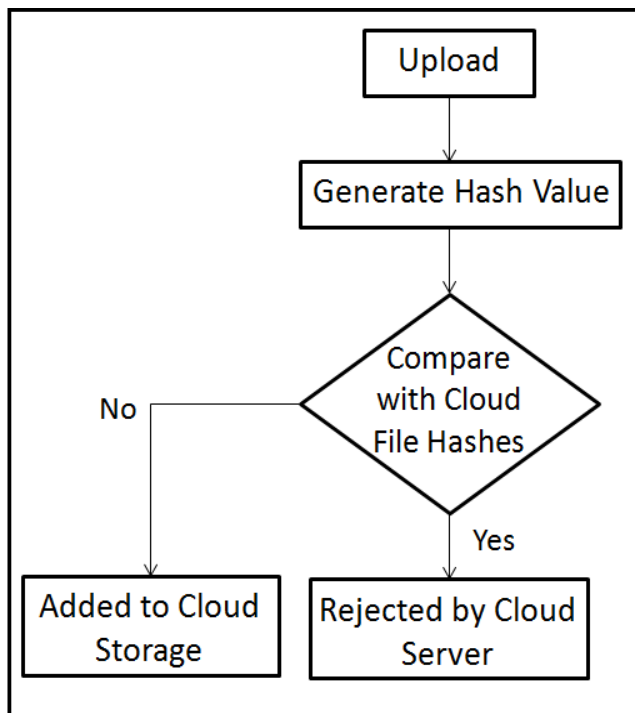 Upload
Generate Hash Value
Compare
with Cloud
File Hashes
No
Yes
Added to Cloud
Storage
Rejected by Cloud
Server